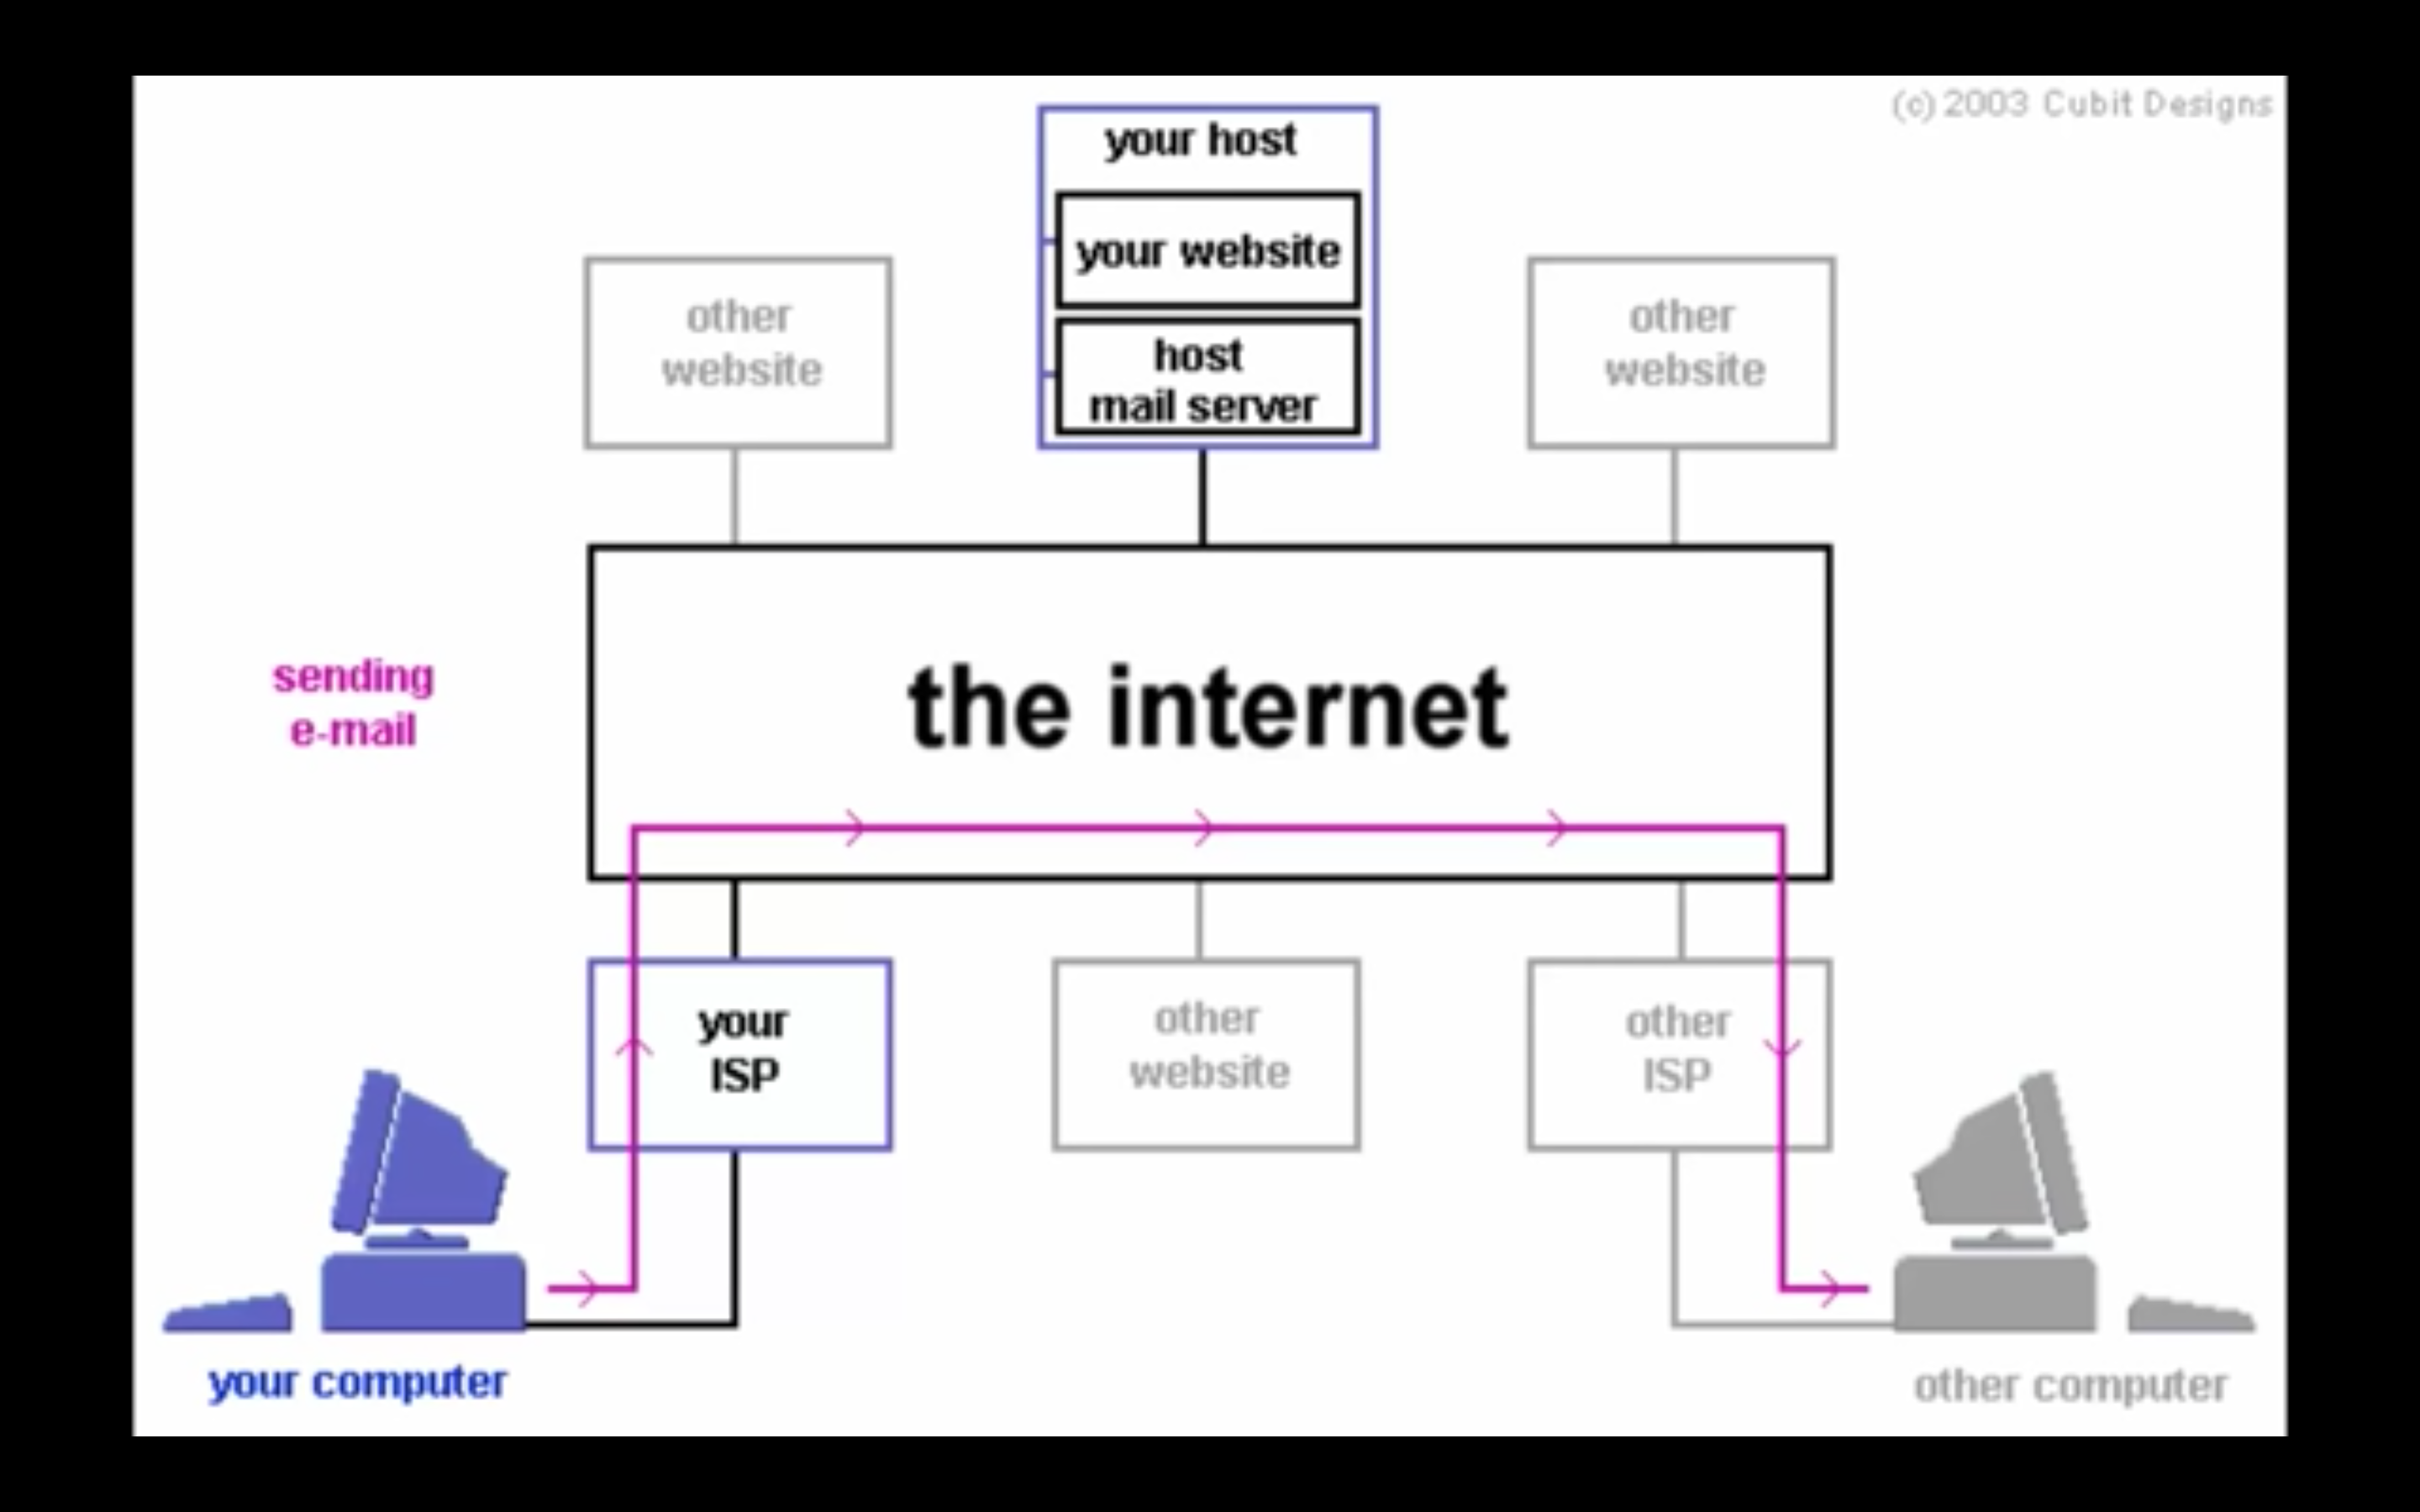 (c) 2003 Cubit Designs
your host
your website
host
mail server
other
website
other
website
the internet
sending
e-mail
your
ISP
other
website
other
ISP
your computer
other computer